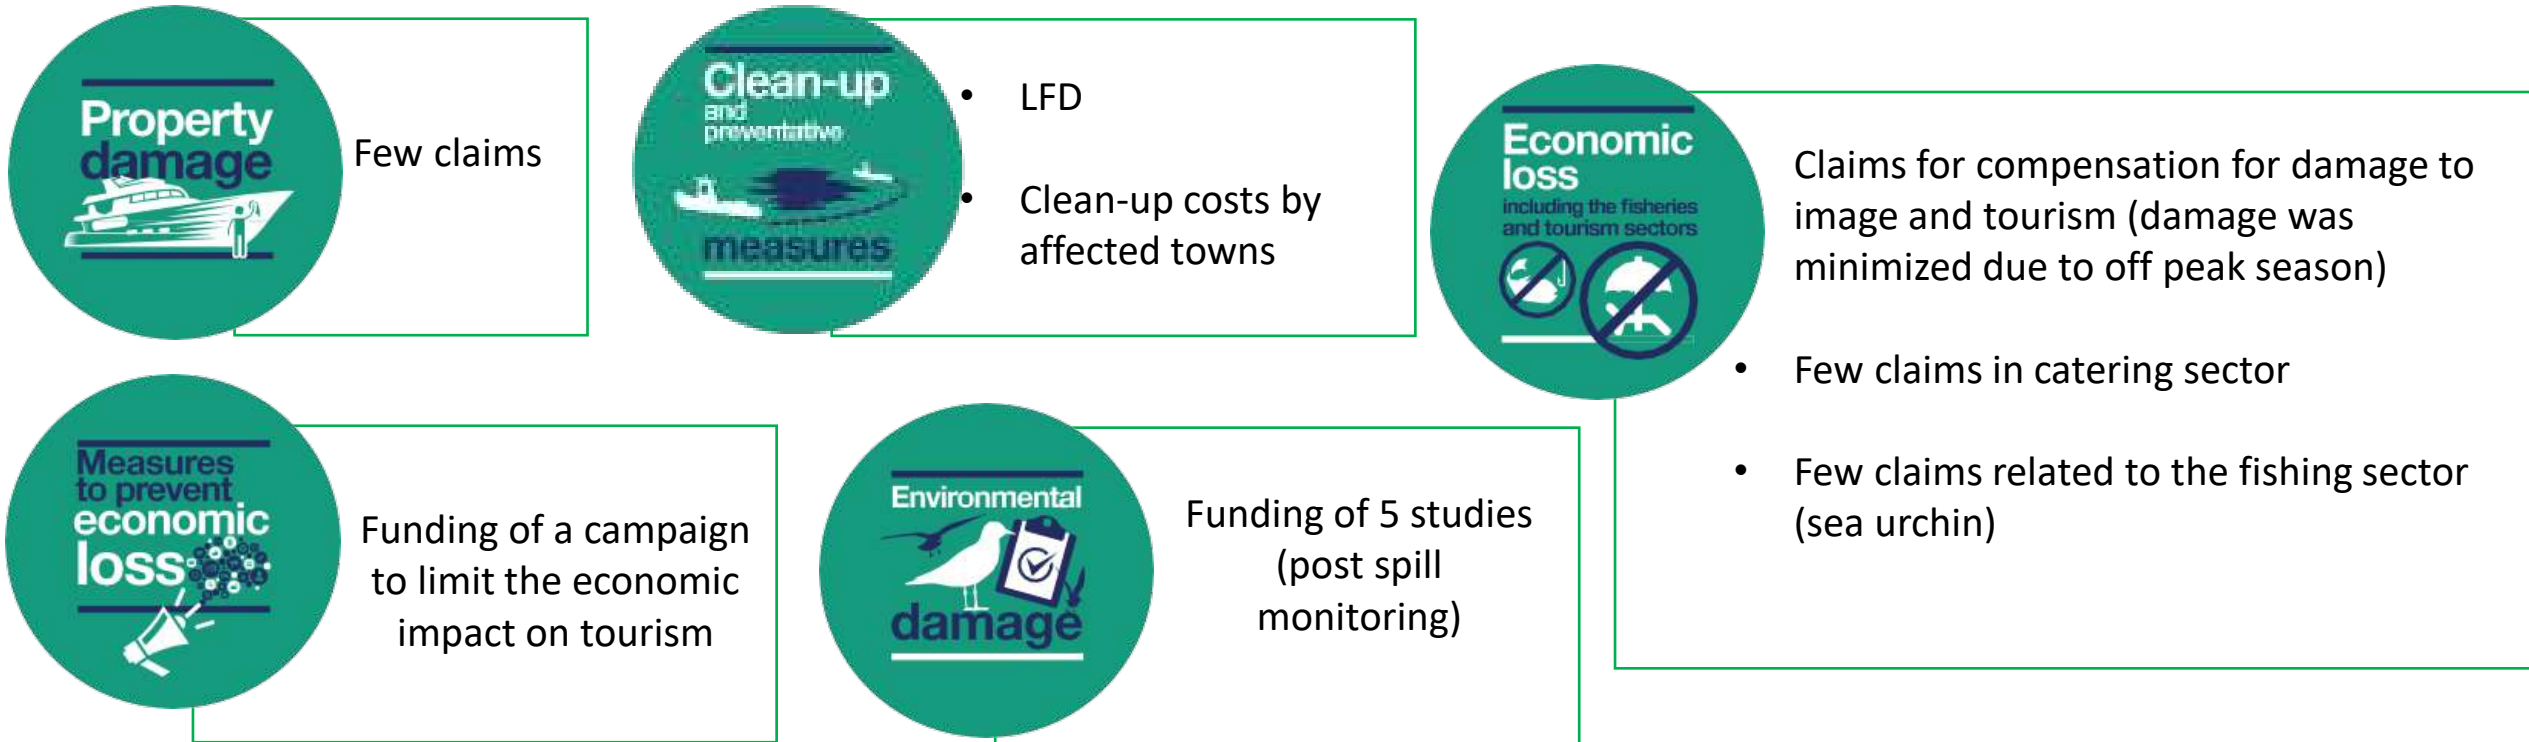 Property
damage
Few claims
Clean-up
and
preventative
measures
• LFD
• Clean-up costs by
affected towns
Economic
loss
including the fisheries
and tourism sectors
Claims for compensation for damage to
image and tourism (damage was
minimized due to off peak season)
• Few claims in catering sector
• Few claims related to the fishing sector
(sea urchin)
Measures
to prevent
economic
loss
Funding of a campaign
to limit the economic
impact on tourism
Environmental
damage
Funding of 5 studies
(post spill
monitoring)